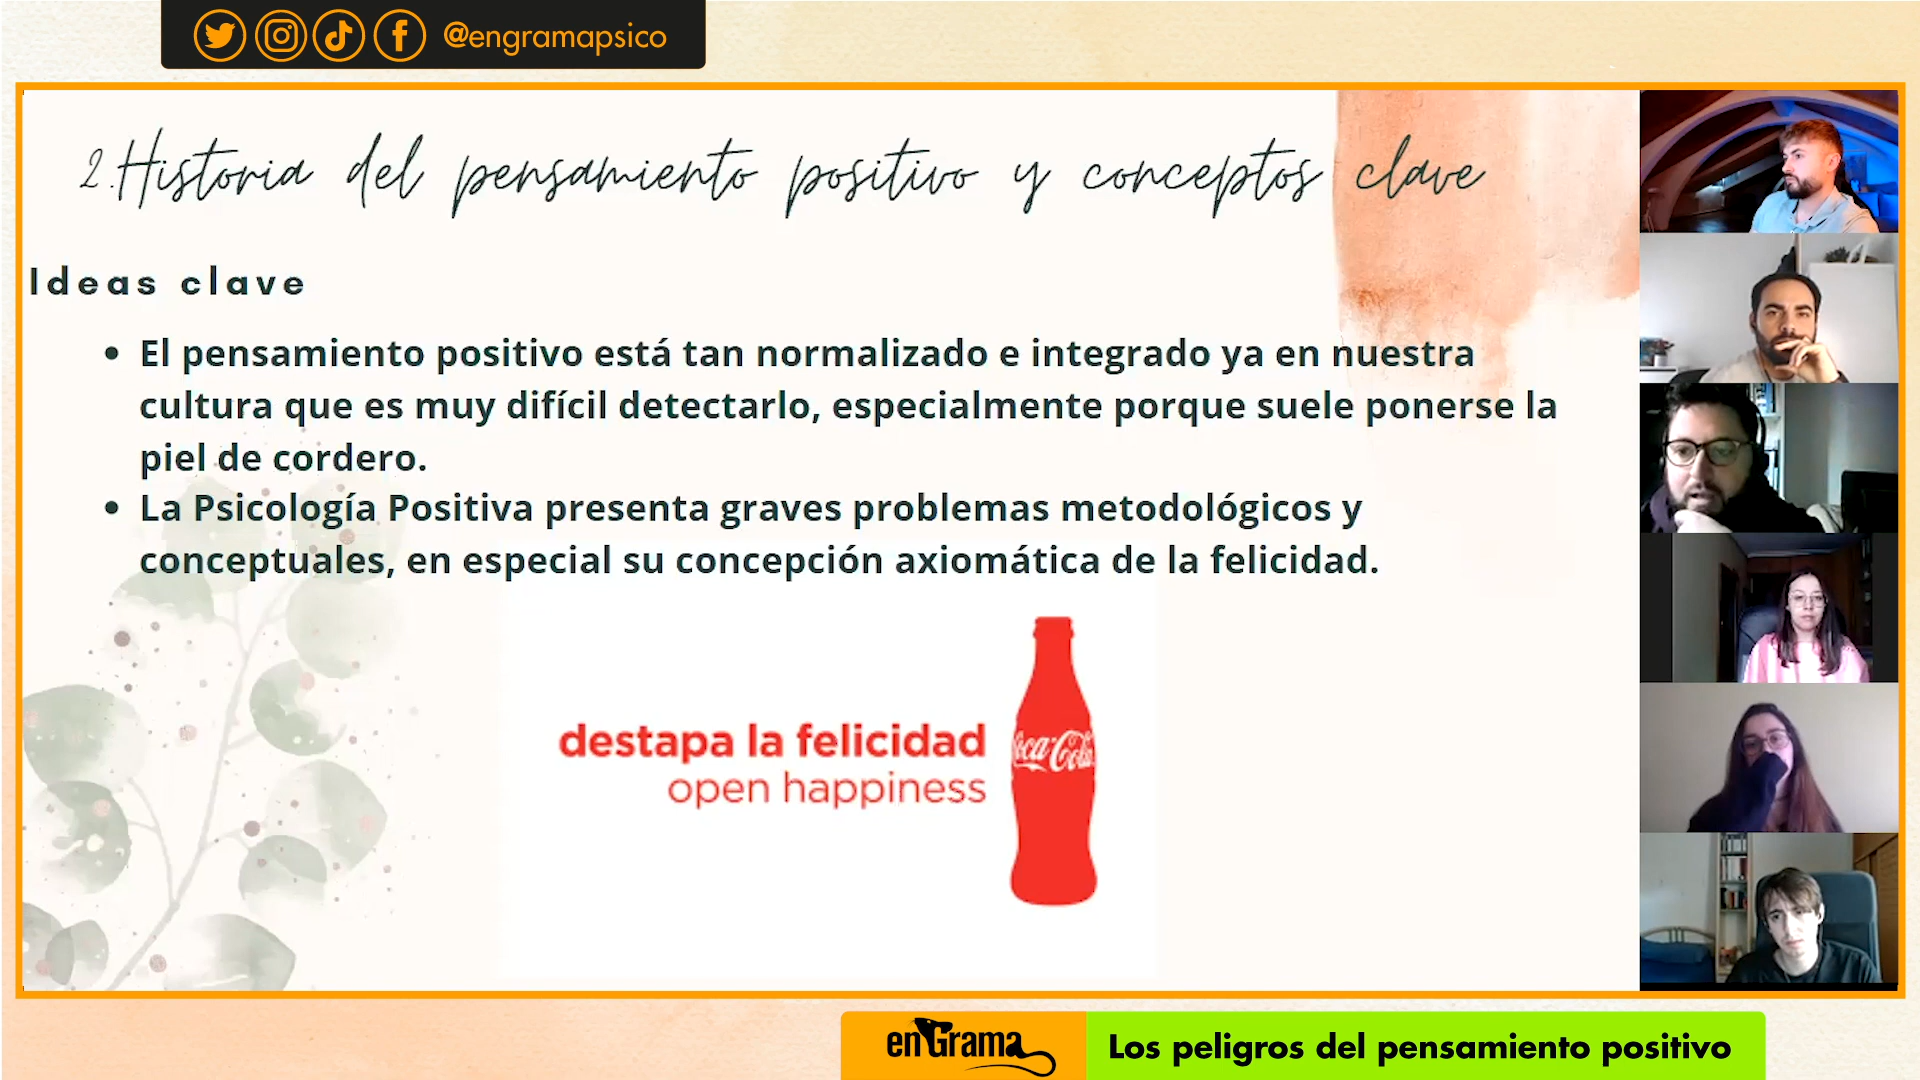 @engramapsico
2.Historia del pensamiento positivo y conceptos clave
Ideas clave
• El pensamiento positivo está tan normalizado e integrado ya en nuestra
cultura que es muy difícil detectarlo, especialmente porque suele ponerse la
piel de cordero.
• La Psicología Positiva presenta graves problemas metodológicos y
conceptuales, en especial su concepción axiomática de la felicidad.
destapa la felicidad
open happiness
Coca-Cola
enGrama
Los peligros del pensamiento positivo